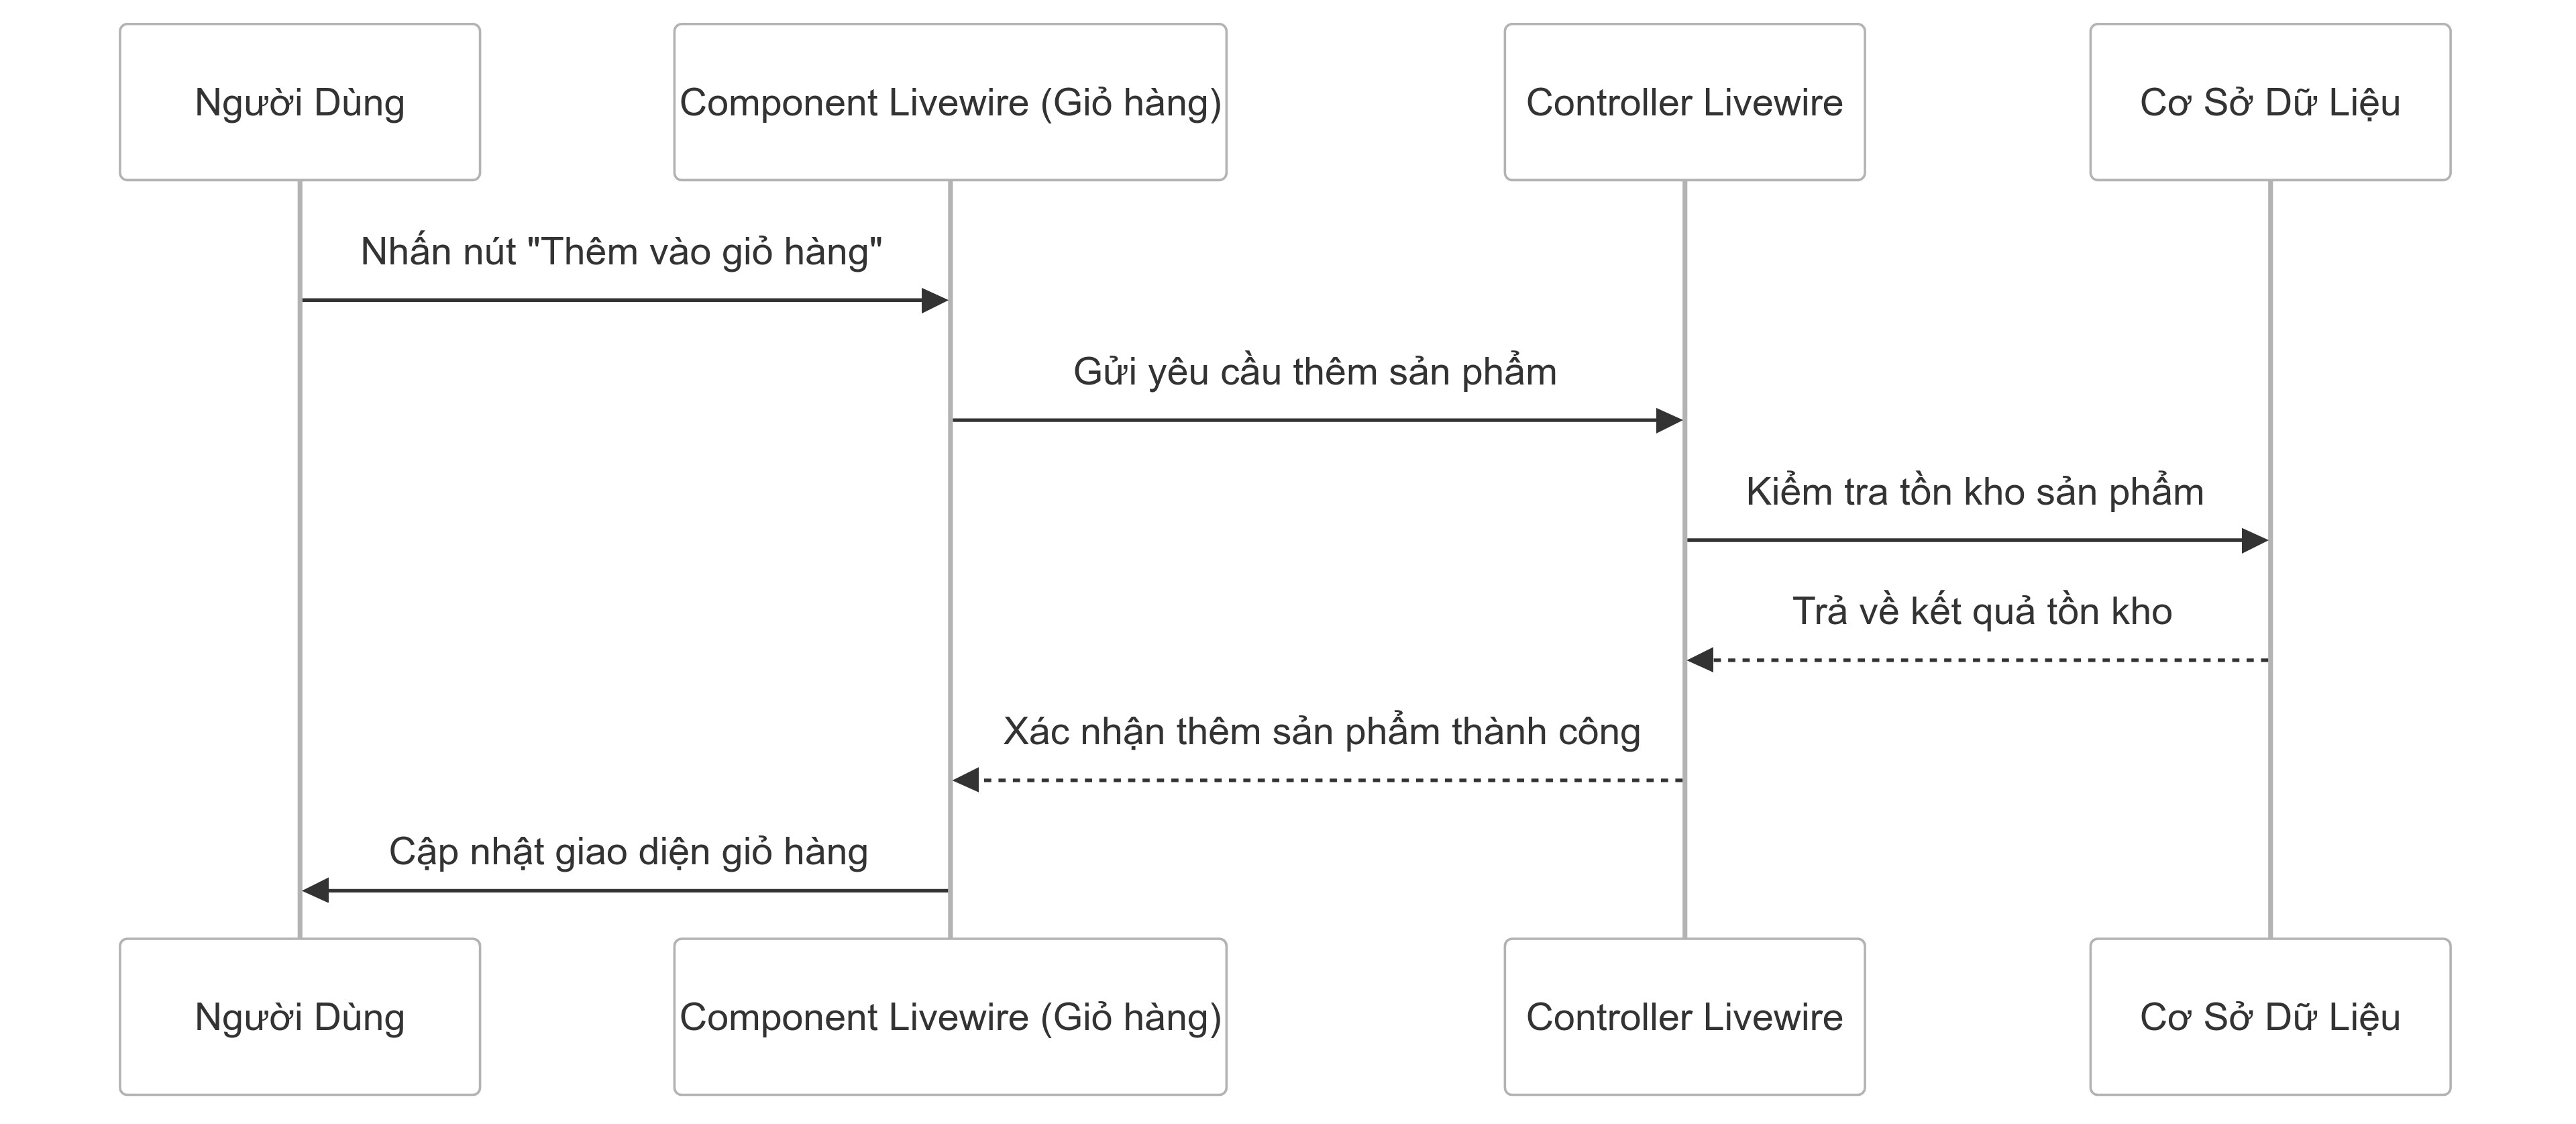 Người Dùng
Component Livewire (Giỏ hàng)
Controller Livewire
Cơ Sở Dữ Liệu
Nhấn nút "Thêm vào giỏ hàng"
Gửi yêu cầu thêm sản phẩm
Kiểm tra tồn kho sản phẩm
Trả về kết quả tồn kho
Xác nhận thêm sản phẩm thành công
Cập nhật giao diện giỏ hàng
Người Dùng
Component Livewire (Giỏ hàng)
Controller Livewire
Cơ Sở Dữ Liệu